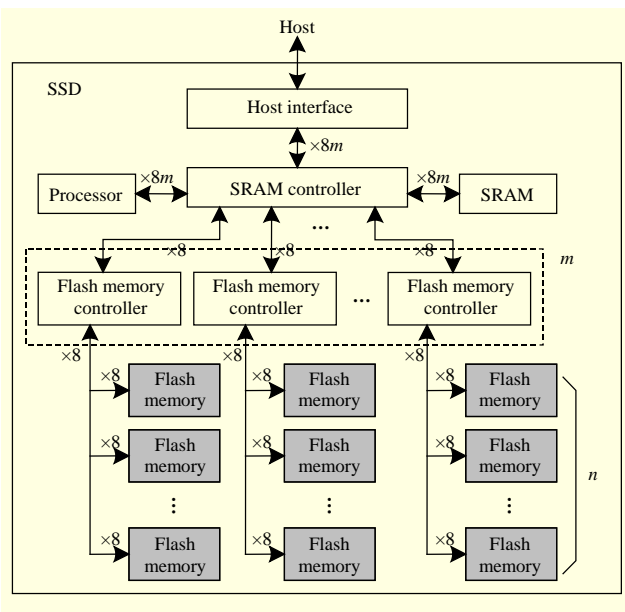 Host
SSD
Host interface
×8m
Processor
×8m
SRAM controller
×8m
SRAM
...
×8
×8
×8
m
Flash memory
controller
Flash memory
controller
...
Flash memory
controller
×8
×8
×8
×8
Flash
memory
×8
Flash
memory
×8
Flash
memory
×8
Flash
memory
×8
Flash
memory
×8
Flash
memory
n
...
...
...
×8
Flash
memory
×8
Flash
memory
×8
Flash
memory